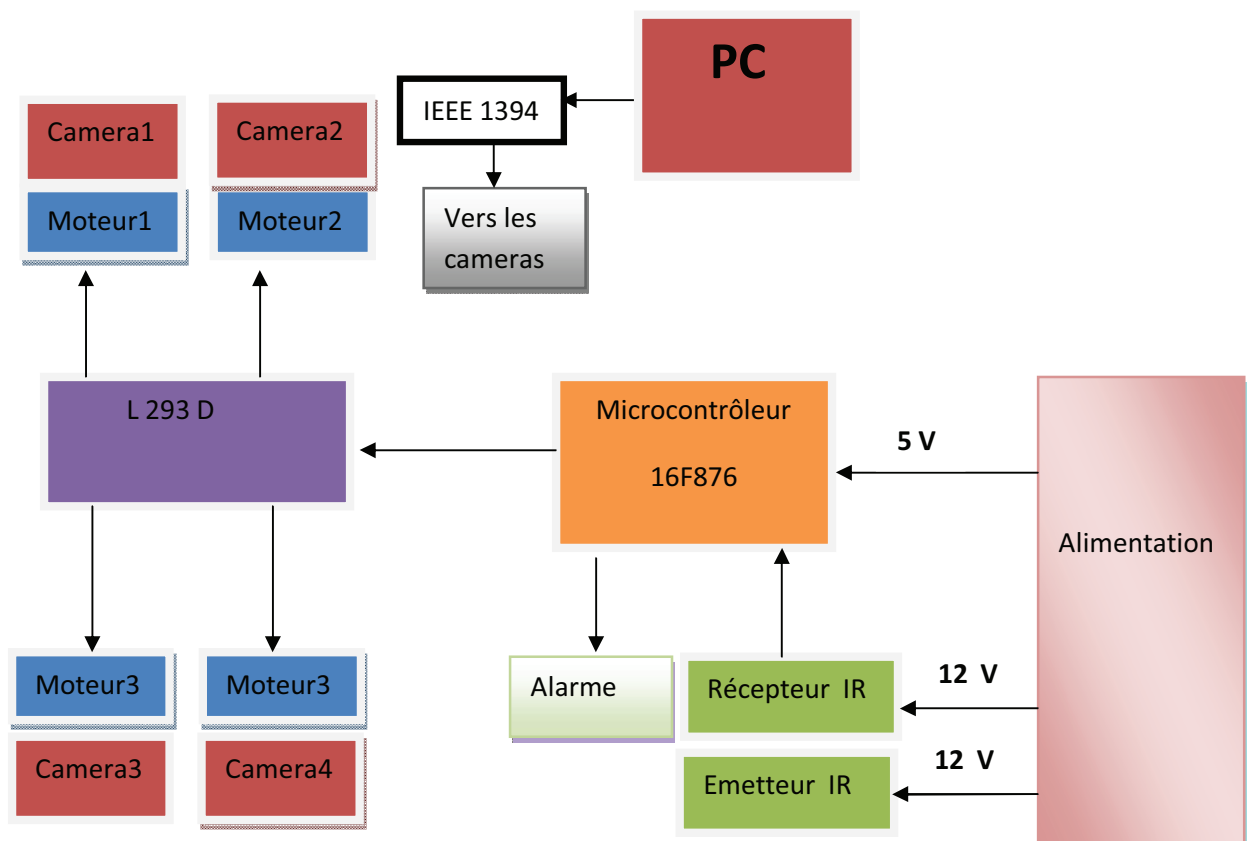 PC
IEEE 1394
Camera1
Camera2
Moteur1
Moteur2
Vers les
cameras
L 293 D
Microcontrôleur
16F876
5 V
Alimentation
Moteur3
Moteur3
Alarme
Récepteur IR
12 V
Camera3
Camera4
Emetteur IR
12 V